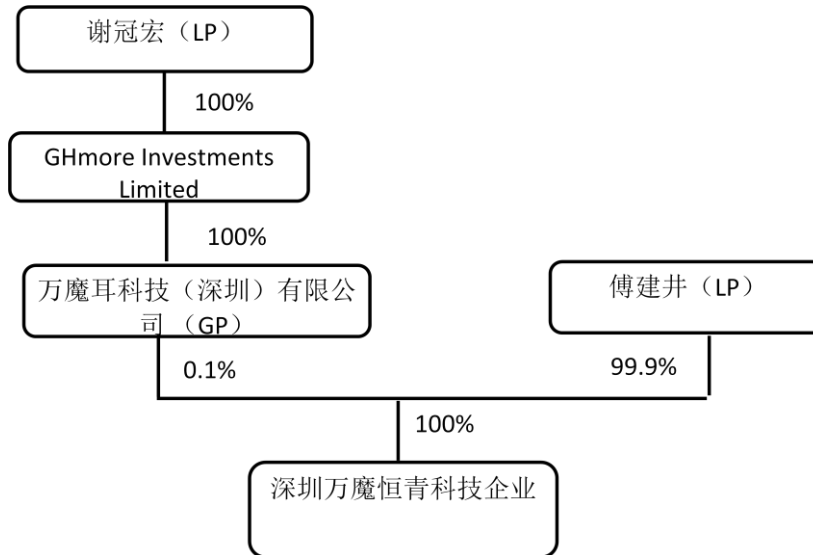 谢冠宏（LP）
100%
GHmore Investments
Limited
100%
万魔耳科技（深圳）有限公
司 （GP）
傅建井（LP）
0.1%
99.9%
100%
深圳万魔恒青科技企业